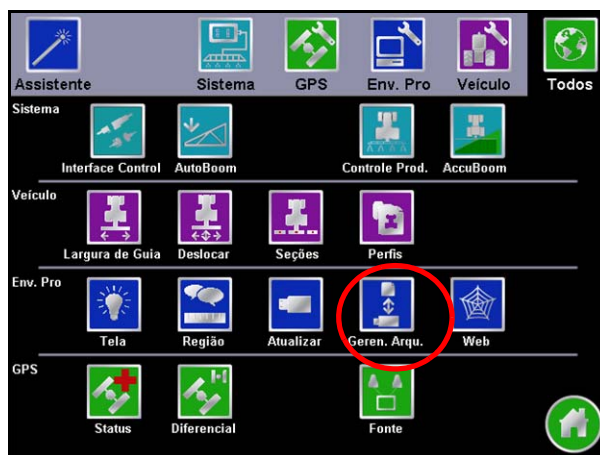 Assistente Sistema GPS Env. Pro Veículo Todos
Sistema
Interface Control AutoBoom Controle Prod. AccuBoom
Veículo
Largura de Guia Deslocar Seções Perfis
Env. Pro
Tela Região Atualizar Geren. Arqu. Web
GPS
Status Diferencial Fonte